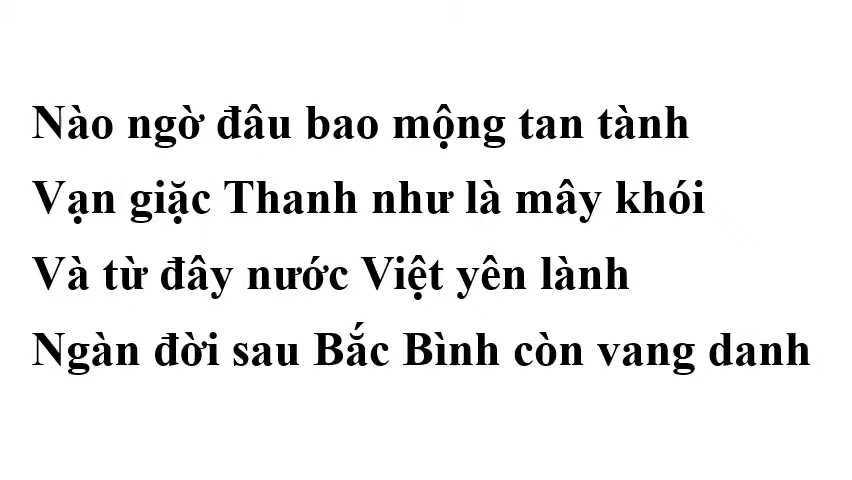 Nào ngờ đâu bao mộng tan tành
Vạn giặc Thanh như là mây khói
Và từ đây nước Việt yên lành
Ngàn đời sau Bắc Bình còn vang danh